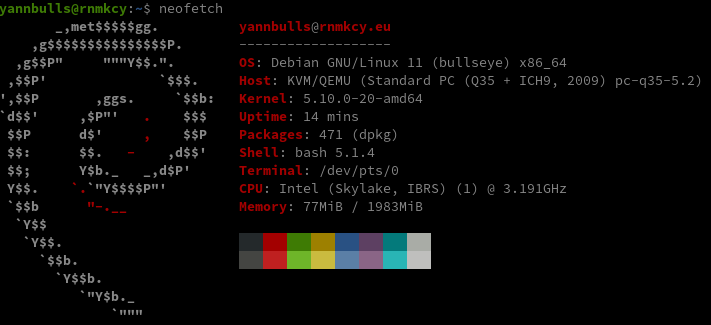 yannbulls@rnmkcy:~$ neofetch
       _,met$$$$$gg.          yannbulls@rnmkcy.eu
    ,g$$$$$$$$$$$$$$$P.       -------------------
  ,g$$P"     """Y$$.".        OS: Debian GNU/Linux 11 (bullseye) x86_64
 ,$$P'              `$$$.     Host: KVM/QEMU (Standard PC (Q35 + ICH9, 2009) pc-q35-5.2)
',$$P       ,ggs.     `$$b:   Kernel: 5.10.0-20-amd64
`d$$'     ,$P"'   .    $$$    Uptime: 14 mins
 $$P      d$'     ,    $$P    Packages: 471 (dpkg)
 $$:      $$.   -    ,d$$'    Shell: bash 5.1.4
 $$;      Y$b._   _,d$P'      Terminal: /dev/pts/0
 Y$$.    `.`"Y$$$$P"'         CPU: Intel (Skylake, IBRS) (1) @ 3.191GHz
 `$$b      "-.__              Memory: 77MiB / 1983MiB
  `Y$$
   `Y$$.
     `$$b.
       `Y$$b.
          `"Y$b._
              `"""